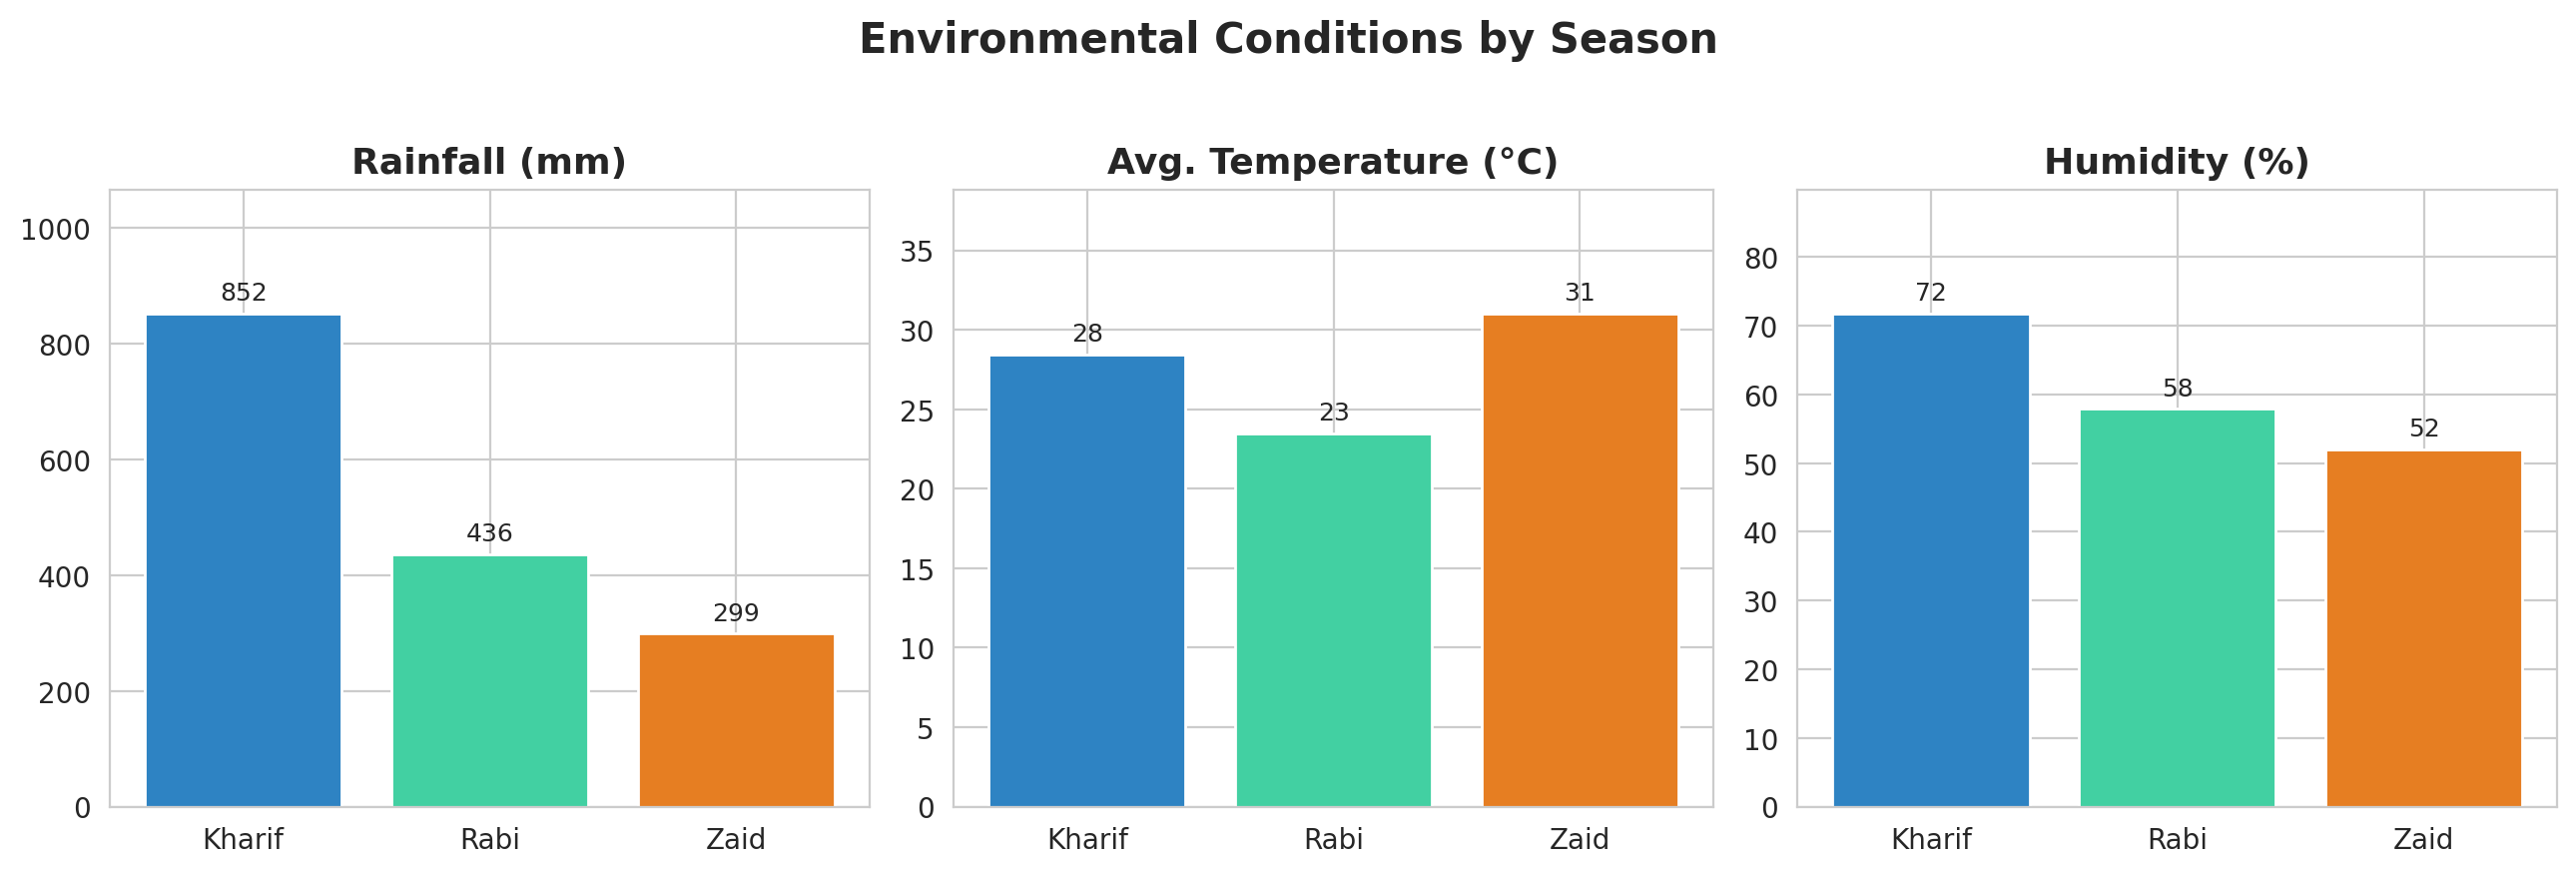 Environmental Conditions by Season
Rainfall (mm)
1000
800
600
400
200
0
852
436
299
Kharif
Rabi
Zaid
Avg. Temperature (°C)
35
30
25
20
15
10
5
0
28
23
31
Kharif
Rabi
Zaid
Humidity (%)
80
70
60
50
40
30
20
10
0
72
58
52
Kharif
Rabi
Zaid